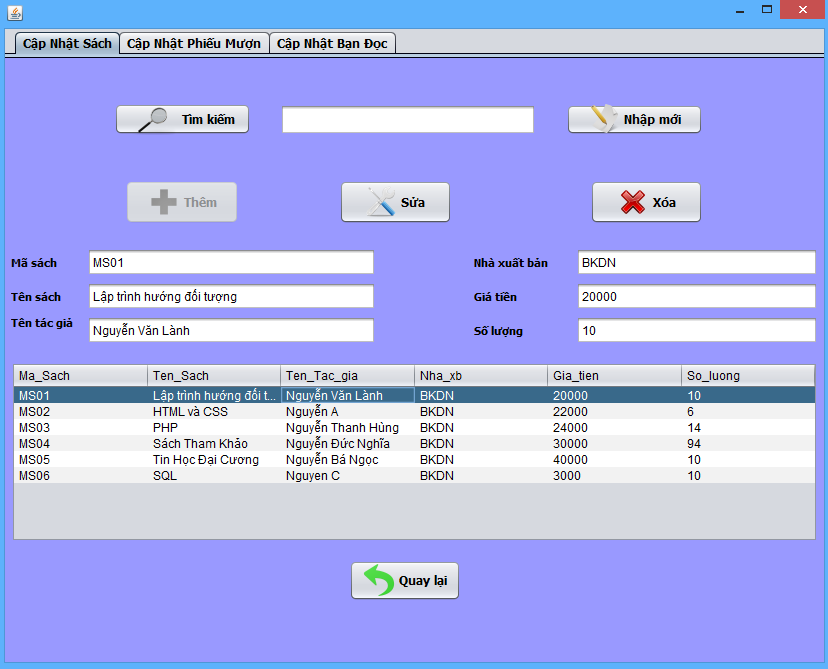 Cập Nhật Sách Cập Nhật Phiếu Mượn Cập Nhật Bạn Đọc
Tìm kiếm Nhập mới
Thêm Sửa Xóa
Mã sách MS01 Nhà xuất bản BKDN
Tên sách Lập trình hướng đối tượng Giá tiền 20000
Tên tác giả Nguyễn Văn Lành Số lượng 10
Ma_Sach Ten_Sach Ten_Tac_gia Nha_xb Gia_tien So_luong
MS01 Lập trình hướng đối t... Nguyễn Văn Lành BKDN 20000 10
MS02 HTML và CSS Nguyễn A BKDN 22000 6
MS03 PHP Nguyễn Thanh Hùng BKDN 24000 14
MS04 Sách Tham Khảo Nguyễn Đức Nghĩa BKDN 30000 94
MS05 Tin Học Đại Cương Nguyễn Bá Ngọc BKDN 40000 10
MS06 SQL Nguyen C BKDN 3000 10
Quay lại